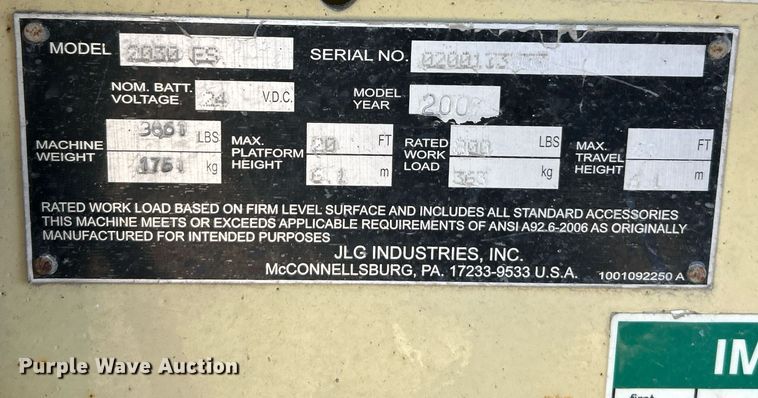 MODEL 2030 ES SERIAL NO.
NOM. BATT. VOLTAGE 24 V.D.C. MODEL YEAR
MACHINE WEIGHT LBS kg
MAX. PLATFORM HEIGHT 20 FT 6.1 m
RATED WORK LOAD LBS kg
MAX. TRAVEL HEIGHT FT m
RATED WORK LOAD BASED ON FIRM LEVEL SURFACE AND INCLUDES ALL STANDARD ACCESSORIES
THIS MACHINE MEETS OR EXCEEDS APPLICABLE REQUIREMENTS OF ANSI A92.6-2006 AS ORIGINALLY
MANUFACTURED FOR INTENDED PURPOSES
JLG INDUSTRIES, INC.
McCONNELLSBURG, PA. 17233-9533 U.S.A. 1001092250 A
Purple Wave Auction